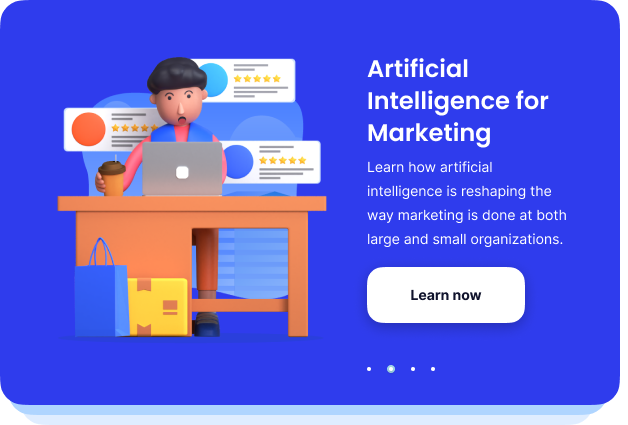 Artificial
Intelligence for
Marketing
Learn how artificial
intelligence is reshaping the
way marketing is done at both
large and small organizations.
Learn now